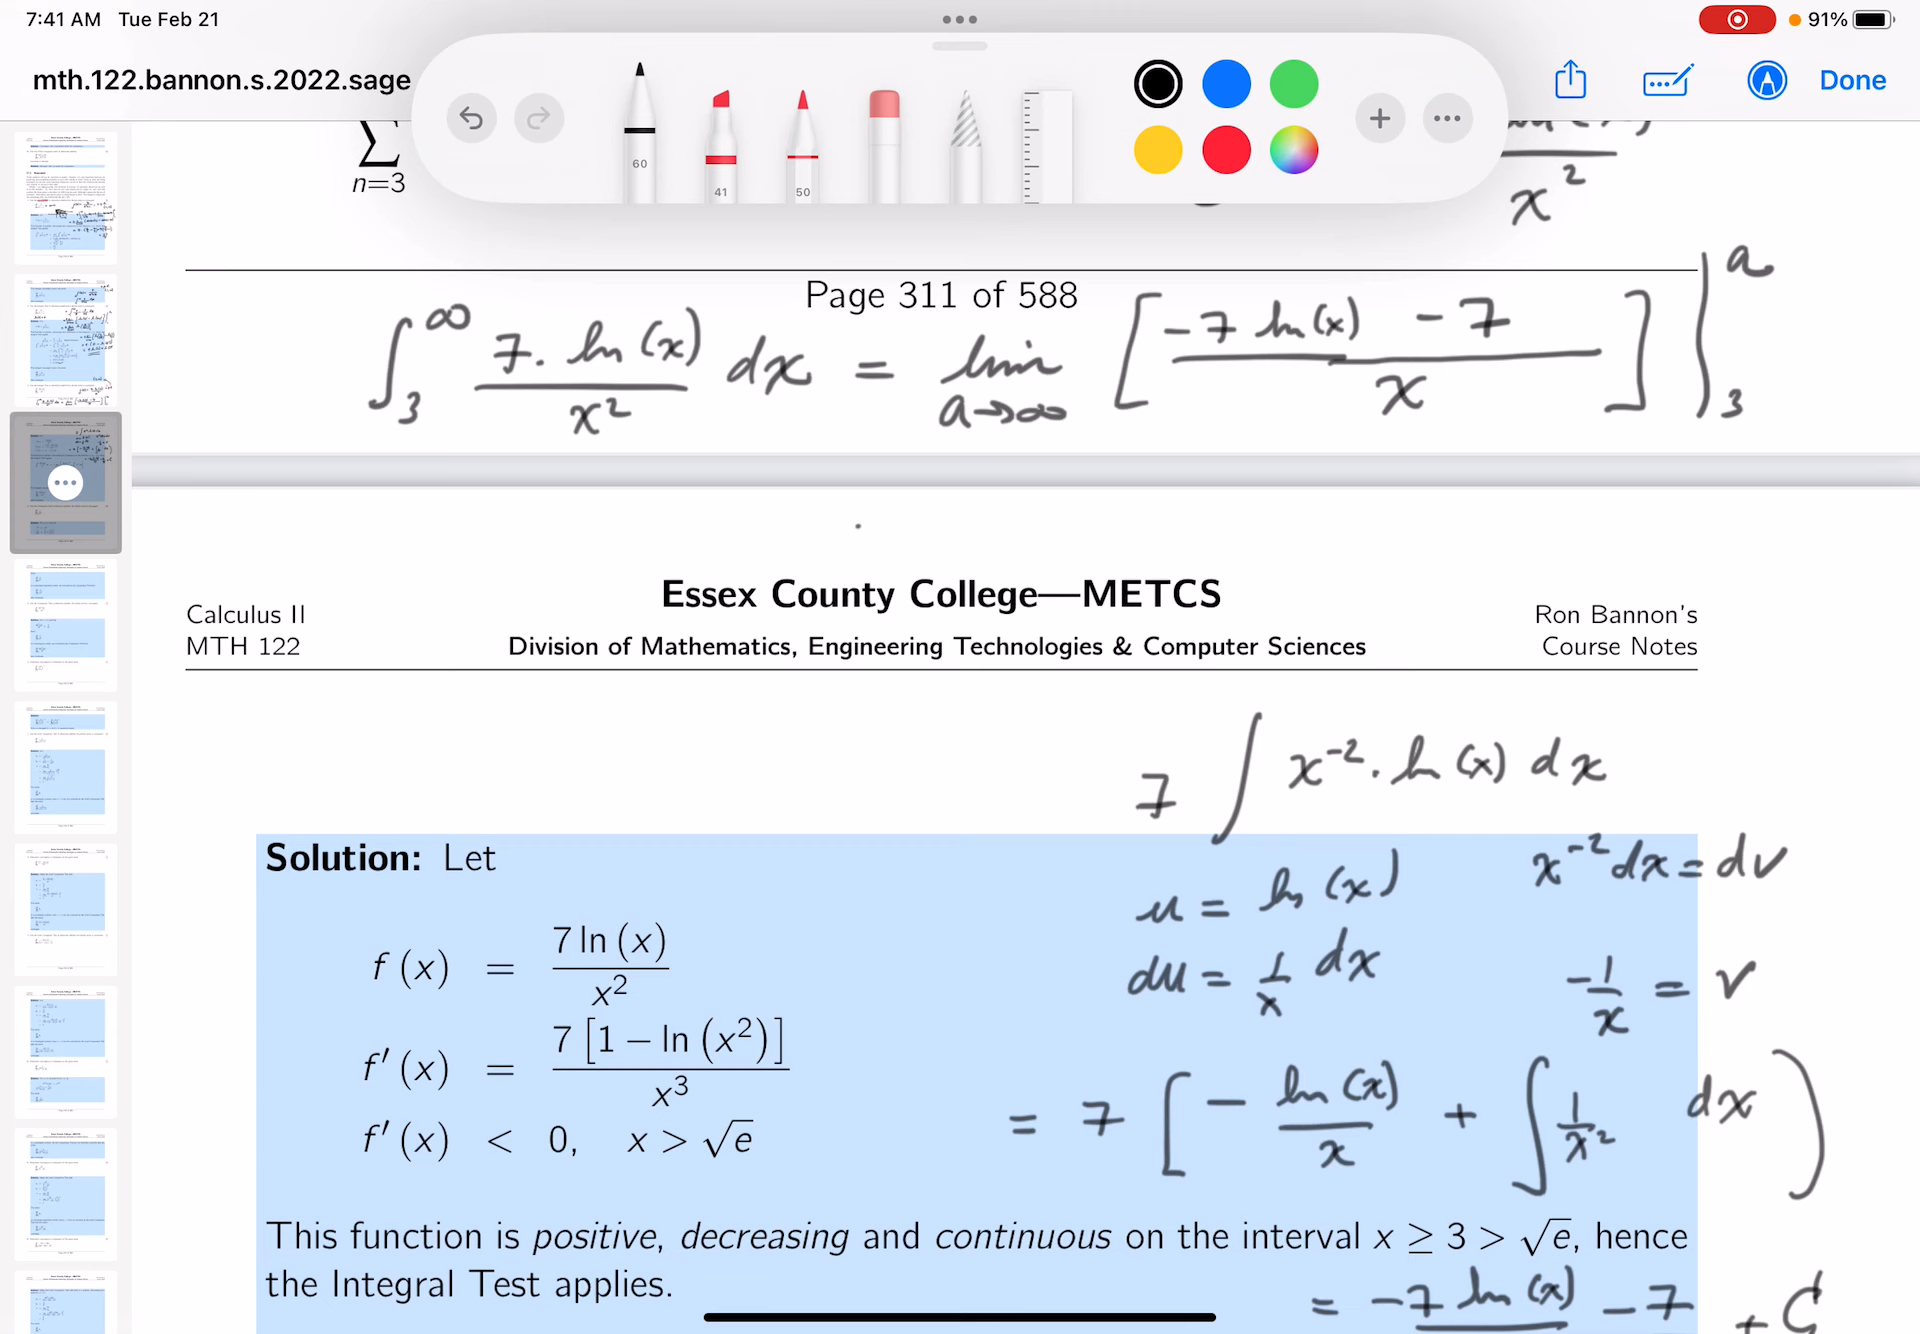 7:41 AM Tue Feb 21
91%
mth.122.bannon.s.2022.sage
Done
60
41
50
∑
n=3
x²
Page 311 of 588
∫₃^∞ 7 · ln (x) / x² dx = lim a→∞ [ (-7 ln (x) - 7) / x ] |₃^a
Essex County College—METCS
Calculus II
MTH 122
Division of Mathematics, Engineering Technologies & Computer Sciences
Ron Bannon's
Course Notes
7 ∫ x⁻² · ln (x) dx
Solution: Let
u = ln (x)
x⁻² dx = dv
du = 1/x dx
-1/x = v
f (x) = 7 ln (x) / x²
f′ (x) = 7 [1 − ln (x²)] / x³
f′ (x) < 0, x > √e
= 7 [ - ln (x) / x + ∫ 1/x² dx )
This function is positive, decreasing and continuous on the interval x ≥ 3 > √e, hence
the Integral Test applies.
= -7 ln (x) - 7 + C